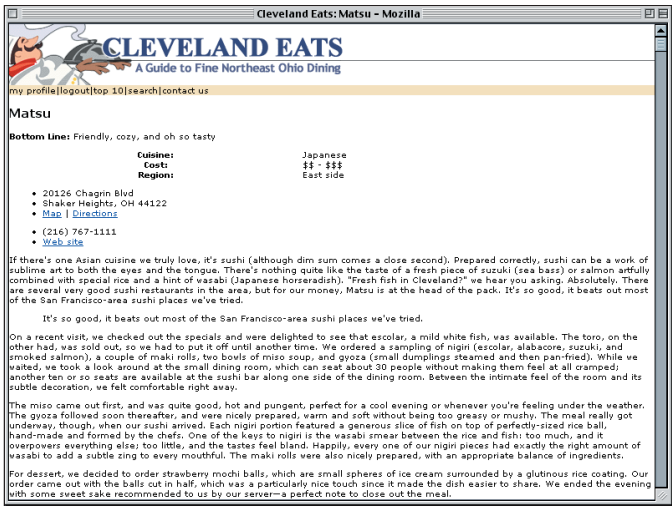 Cleveland Eats: Matsu - Mozilla
CLEVELAND EATS
A Guide to Fine Northeast Ohio Dining
my profile|logout|top 10|search|contact us
Matsu
Bottom Line: Friendly, cozy, and oh so tasty
Cuisine: Japanese
Cost: $$ - $$$
Region: East side
• 20126 Chagrin Blvd
• Shaker Heights, OH 44122
• Map | Directions
• (216) 767-1111
• Web site
If there's one Asian cuisine we truly love, it's sushi (although dim sum comes a close second). Prepared correctly, sushi can be a work of
sublime art to both the eyes and the tongue. There's nothing quite like the taste of a fresh piece of suzuki (sea bass) or salmon artfully
combined with special rice and a hint of wasabi (Japanese horseradish). "Fresh fish in Cleveland?" we hear you asking. Absolutely. There
are several very good sushi restaurants in the area, but for our money, Matsu is at the head of the pack. It's so good, it beats out most
of the San Francisco-area sushi places we've tried.
It's so good, it beats out most of the San Francisco-area sushi places we've tried.
On a recent visit, we checked out the specials and were delighted to see that escolar, a mild white fish, was available. The toro, on the
other had, was sold out, so we had to put it off until another time. We ordered a sampling of nigiri (escolar, alabacore, suzuki, and
smoked salmon), a couple of maki rolls, two bowls of miso soup, and gyoza (small dumplings steamed and then pan-fried). While we
waited, we took a look around at the small dining room, which can seat about 30 people without making them feel at all cramped;
another ten or so seats are available at the sushi bar along one side of the dining room. Between the intimate feel of the room and its
subtle decoration, we felt comfortable right away.
The miso came out first, and was quite good, hot and pungent, perfect for a cool evening or whenever you're feeling under the weather.
The gyoza followed soon thereafter, and were nicely prepared, warm and soft without being too greasy or mushy. The meal really got
underway, though, when our sushi arrived. Each nigiri portion featured a generous slice of fish on top of perfectly-sized rice ball,
hand-made and formed by the chefs. One of the keys to nigiri is the wasabi smear between the rice and fish: too much, and it
overpowers everything else; too little, and the tastes feel bland. Happily, every one of our nigiri pieces had exactly the right amount of
wasabi to add a subtle zing to every mouthful. The maki rolls were also nicely prepared, with an appropriate balance of ingredients.
For dessert, we decided to order strawberry mochi balls, which are small spheres of ice cream surrounded by a glutinous rice coating. Our
order came out with the balls cut in half, which was a particularly nice touch since it made the dish easier to share. We ended the evening
with some sweet sake recommended to us by our server—a perfect note to close out the meal.